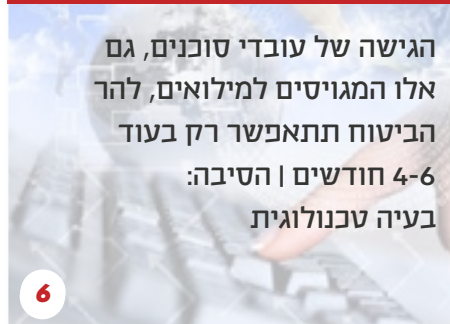 הגישה של עובדי סוכנים, גם
אלו המגויסים למילואים, להר
הביטוח תתאפשר רק בעוד
4-6 חודשים | הסיבה:
בעיה טכנולוגית
6